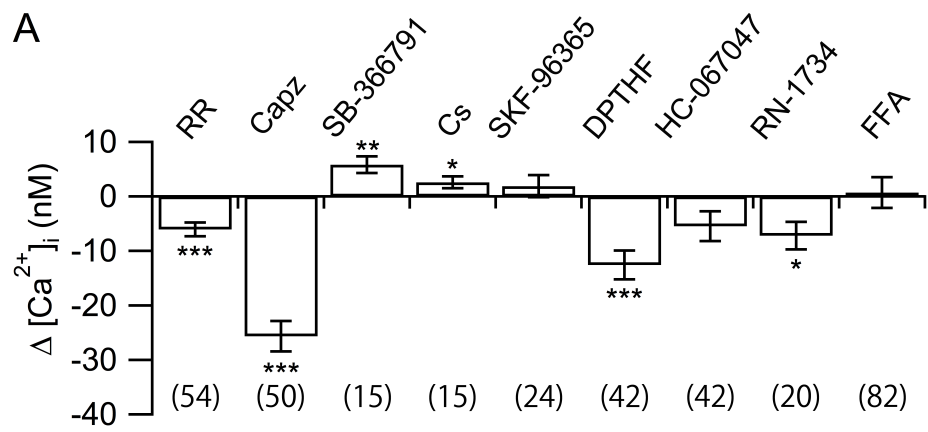 A
RR
Capz
SB-366791
Cs
SKF-96365
DPTHF
HC-067047
RN-1734
FFA
Δ [Ca2+]i (nM)
10
0
-10
-20
-30
-40
**
*
***
*
***
***
(54) (50) (15) (15) (24) (42) (42) (20) (82)